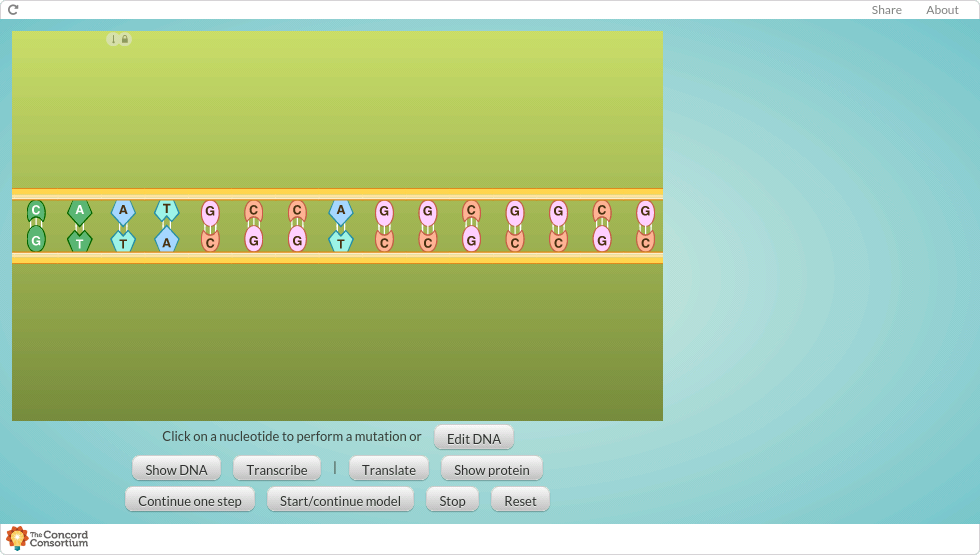 Share About
C A A T G C C A G G C G G C G
G T T A C G G T C C G C C G C
Click on a nucleotide to perform a mutation or Edit DNA
Show DNA Transcribe | Translate Show protein
Continue one step Start/continue model Stop Reset
The Concord
Consortium